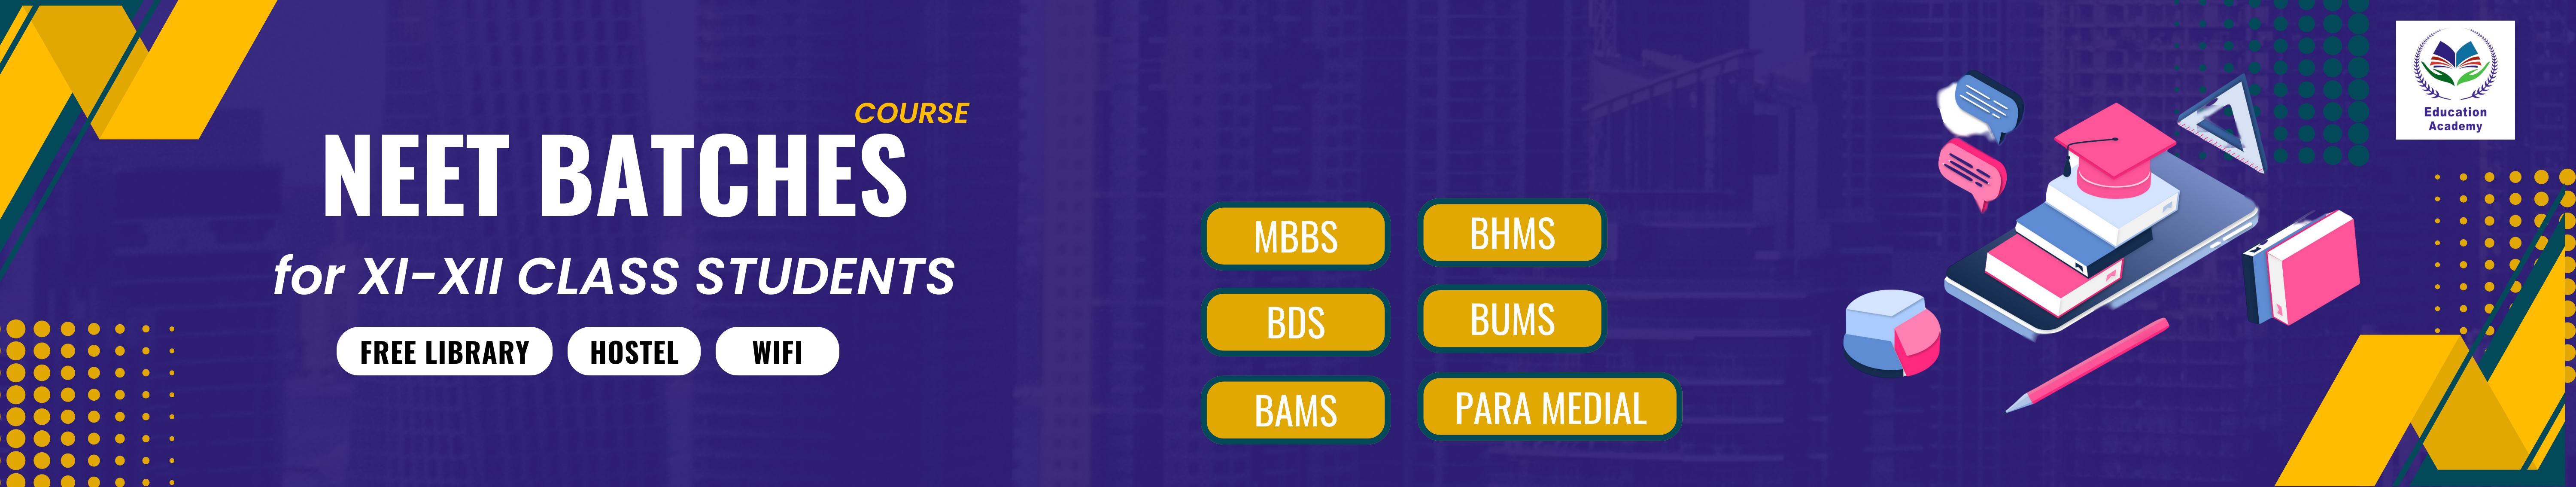 COURSE
NEET BATCHES
for XI-XII CLASS STUDENTS
FREE LIBRARY
HOSTEL
WIFI
MBBS
BHMS
BDS
BUMS
BAMS
PARA MEDIAL
Education
Academy